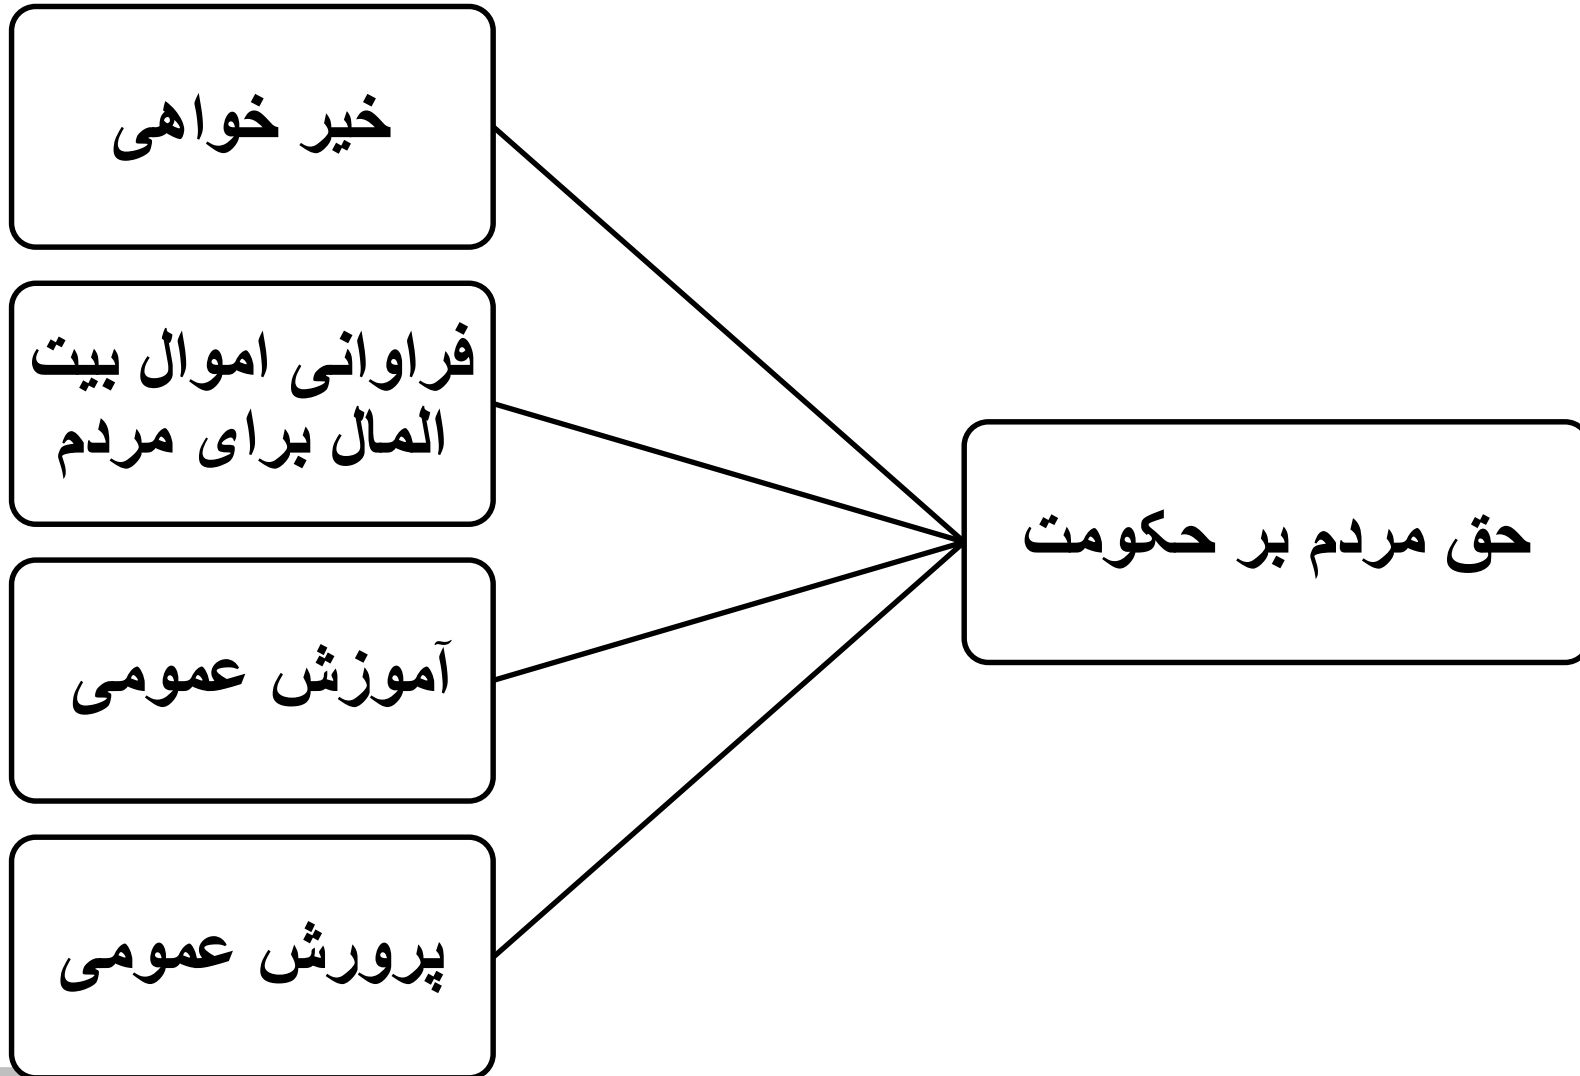 حق مردم بر حکومت
خیر خواهی
فراوانی اموال بیت
المال برای مردم
آموزش عمومی
پرورش عمومی